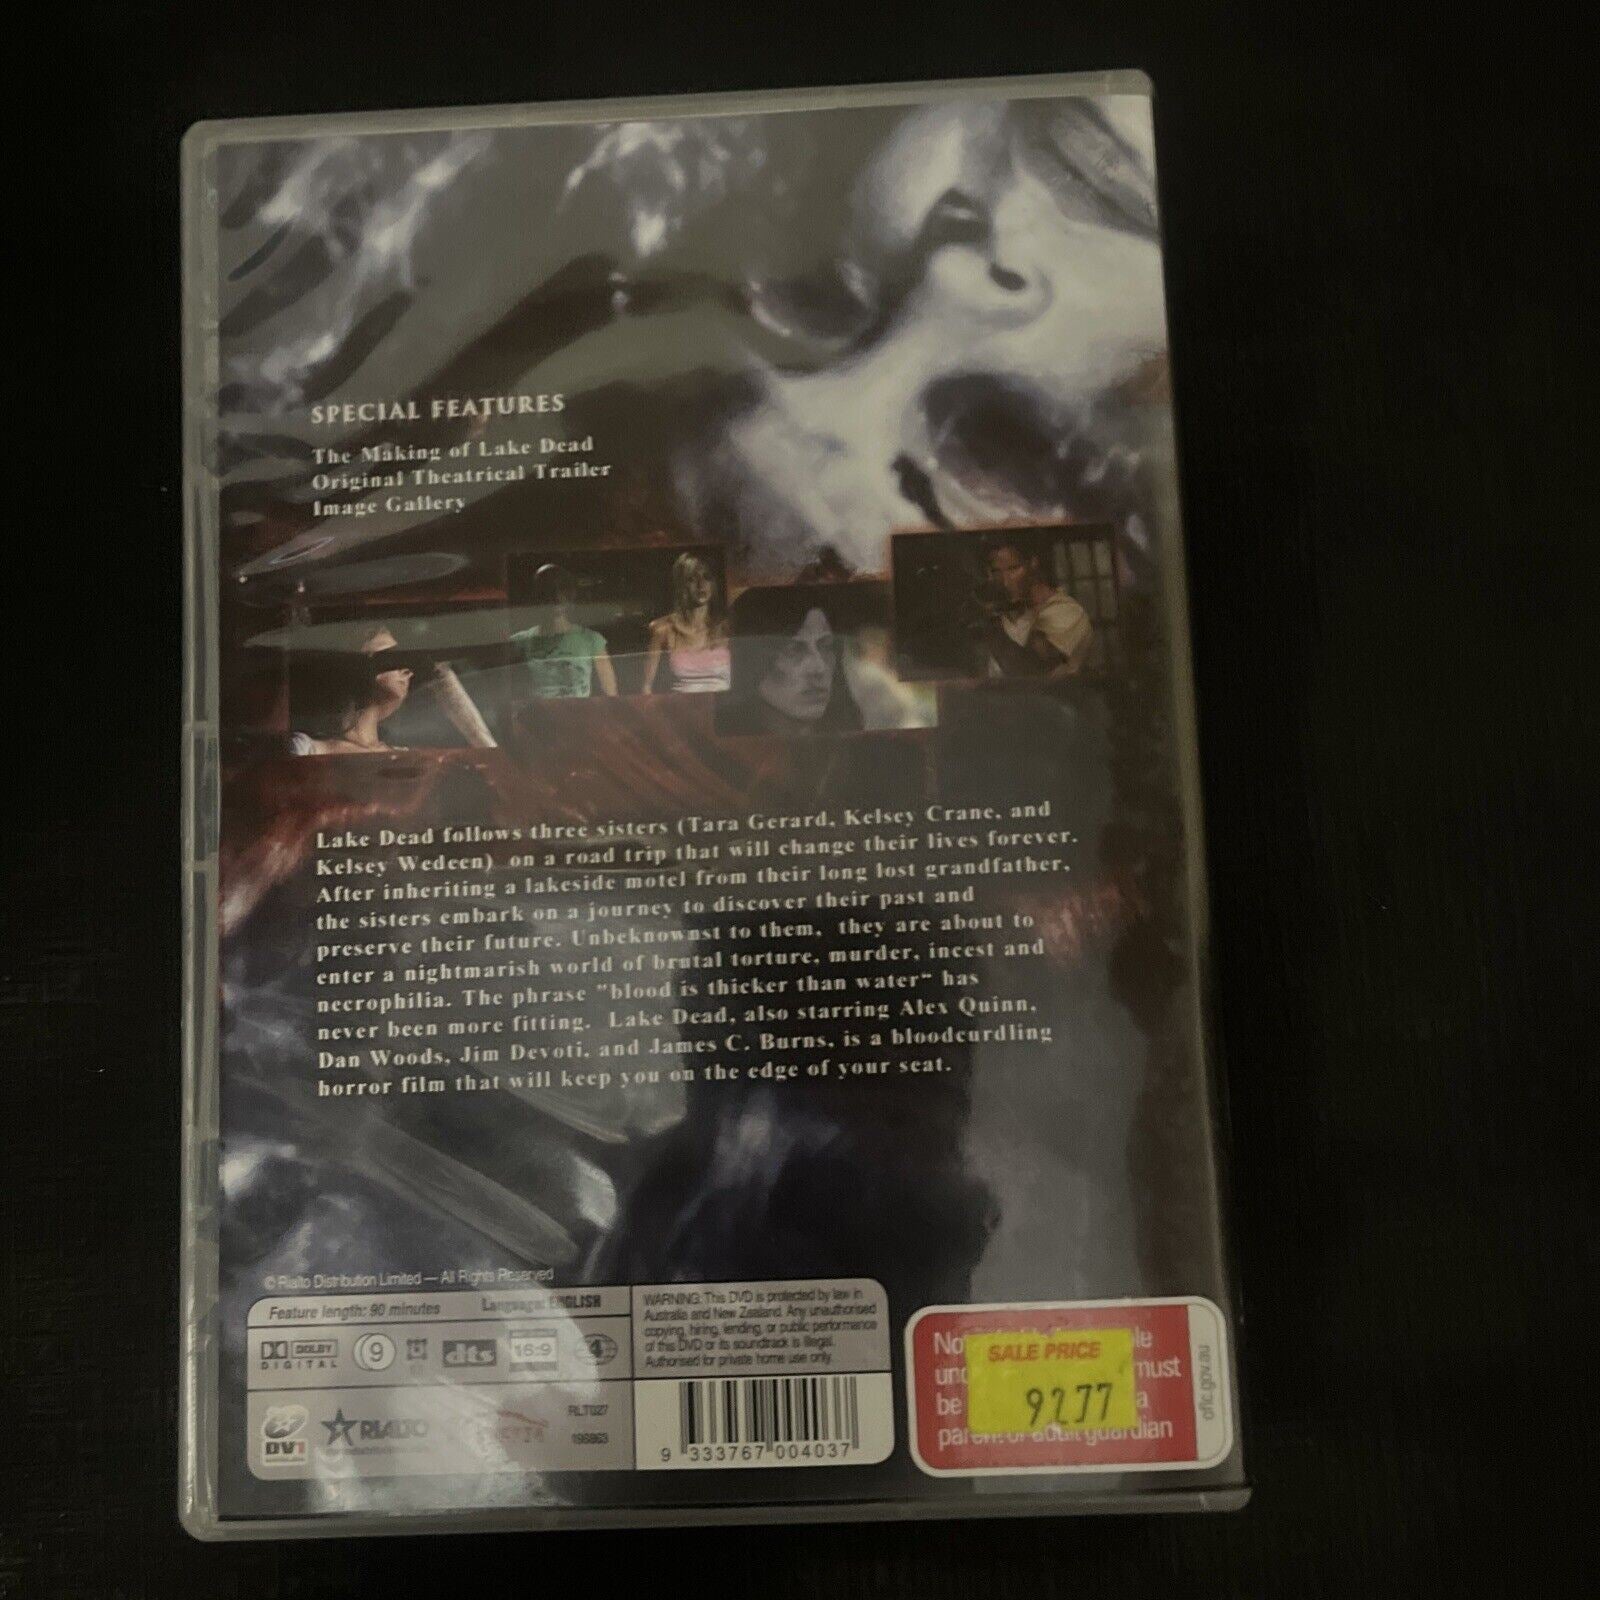 SPECIAL FEATURES
The Making of Lake Dead
Original Theatrical Trailer
Image Gallery
Lake Dead follows three sisters (Tara Gerard, Kelsey Crane, and
Kelsey Wedeen) on a road trip that will change their lives forever.
After inheriting a lakeside motel from their long lost grandfather,
the sisters embark on a journey to discover their past and
preserve their future. Unbeknownst to them, they are about to
enter a nightmarish world of brutal torture, murder, incest and
necrophilia. The phrase "blood is thicker than water" has
never been more fitting. Lake Dead, also starring Alex Quinn,
Dan Woods, Jim Devoti, and James C. Burns, is a bloodcurdling
horror film that will keep you on the edge of your seat.
© Rialto Distribution Limited — All Rights Reserved
Feature length: 90 minutes Language: ENGLISH
DOLBY
DIGITAL
9
dts
16:9
4
WARNING: This DVD is protected by law in
Australia and New Zealand. Any unauthorised
copying, hiring, lending, or public performance
of this DVD or its soundtrack is illegal.
Authorised for private home use only.
DV1
RIALTO
RLT027
196863
9 333767 004037
No
SALE PRICE
must
be
9277
a
guardian
oflc.gov.au